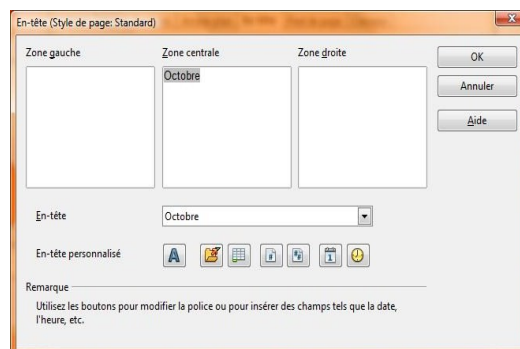 En-tête (Style de page: Standard)
Zone gauche Zone centrale Zone droite
Octobre
OK
Annuler
Aide
En-tête Octobre
En-tête personnalisé A
Remarque
Utilisez les boutons pour modifier la police ou pour insérer des champs tels que la date,
l'heure, etc.